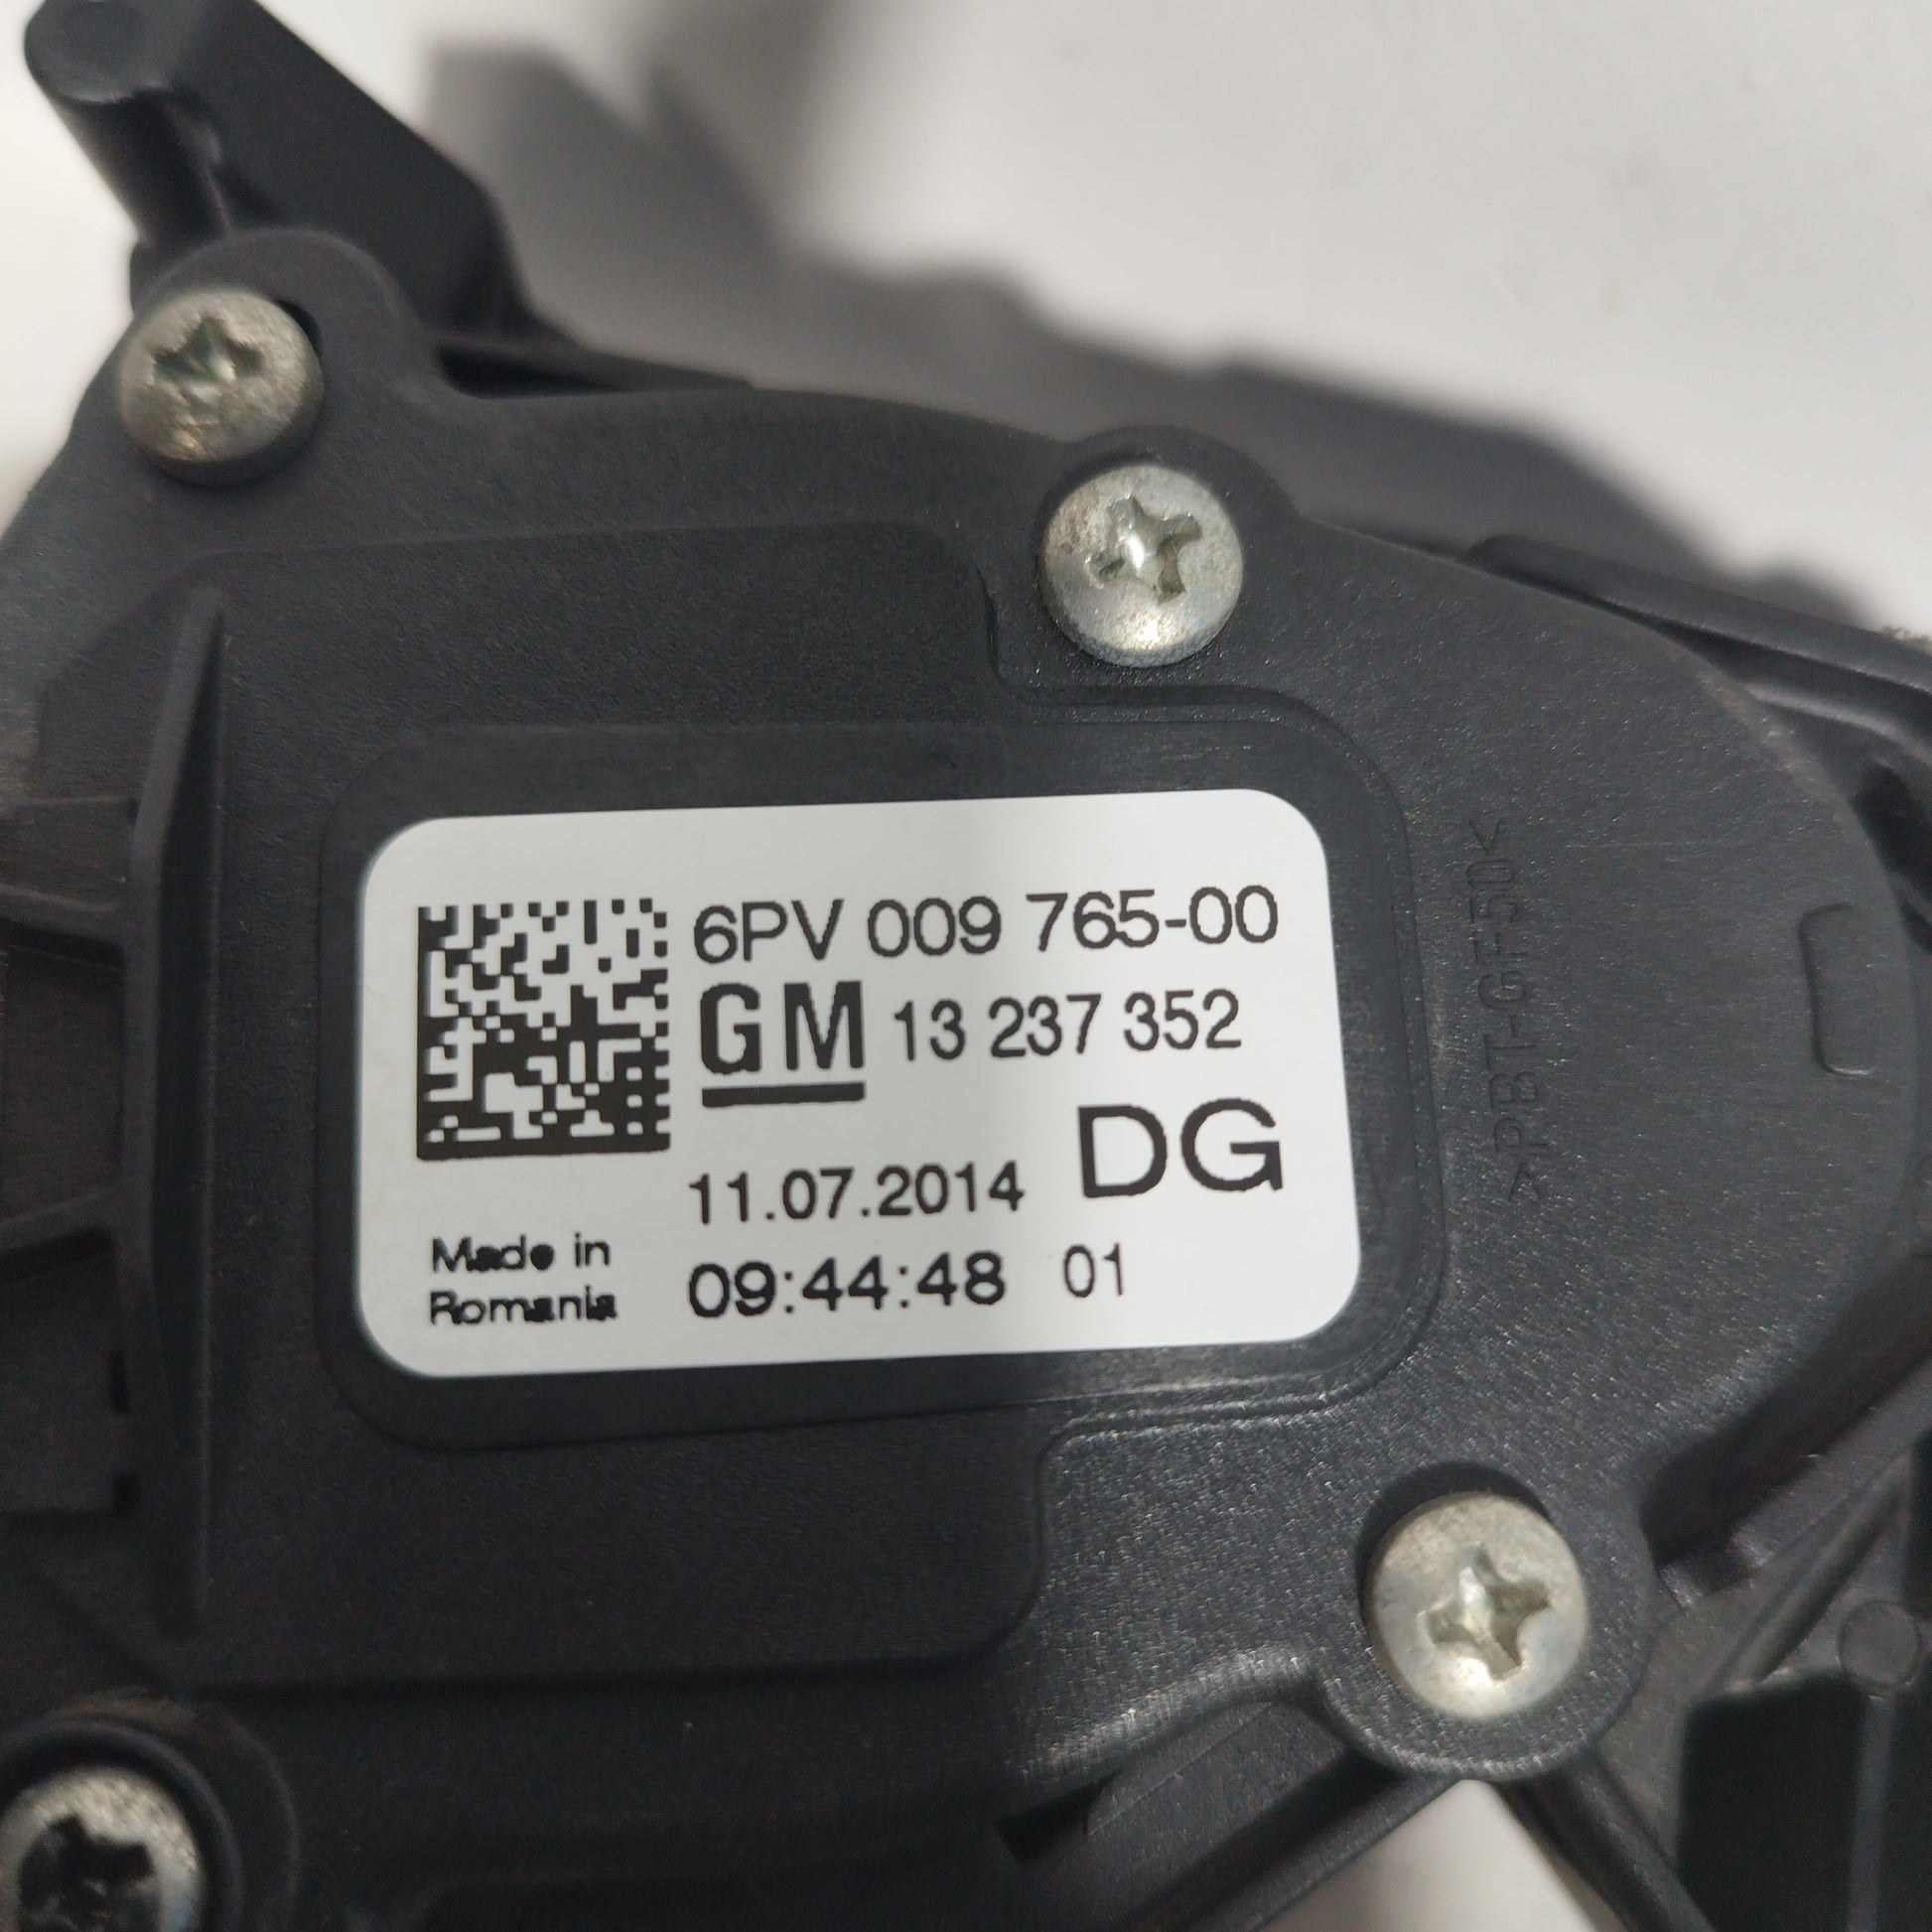 6PV 009 765-00
GM 13 237 352
DG
11.07.2014
Made in
Romania
09:44:48 01
>PBT-GF30<